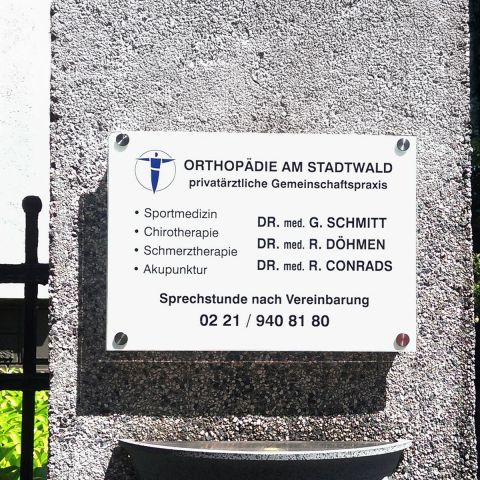 ORTHOPÄDIE AM STADTWALD
privatärztliche Gemeinschaftspraxis
• Sportmedizin
• Chirotherapie
• Schmerztherapie
• Akupunktur
DR. med. G. SCHMITT
DR. med. R. DÖHMEN
DR. med. R. CONRADS
Sprechstunde nach Vereinbarung
02 21 / 940 81 80